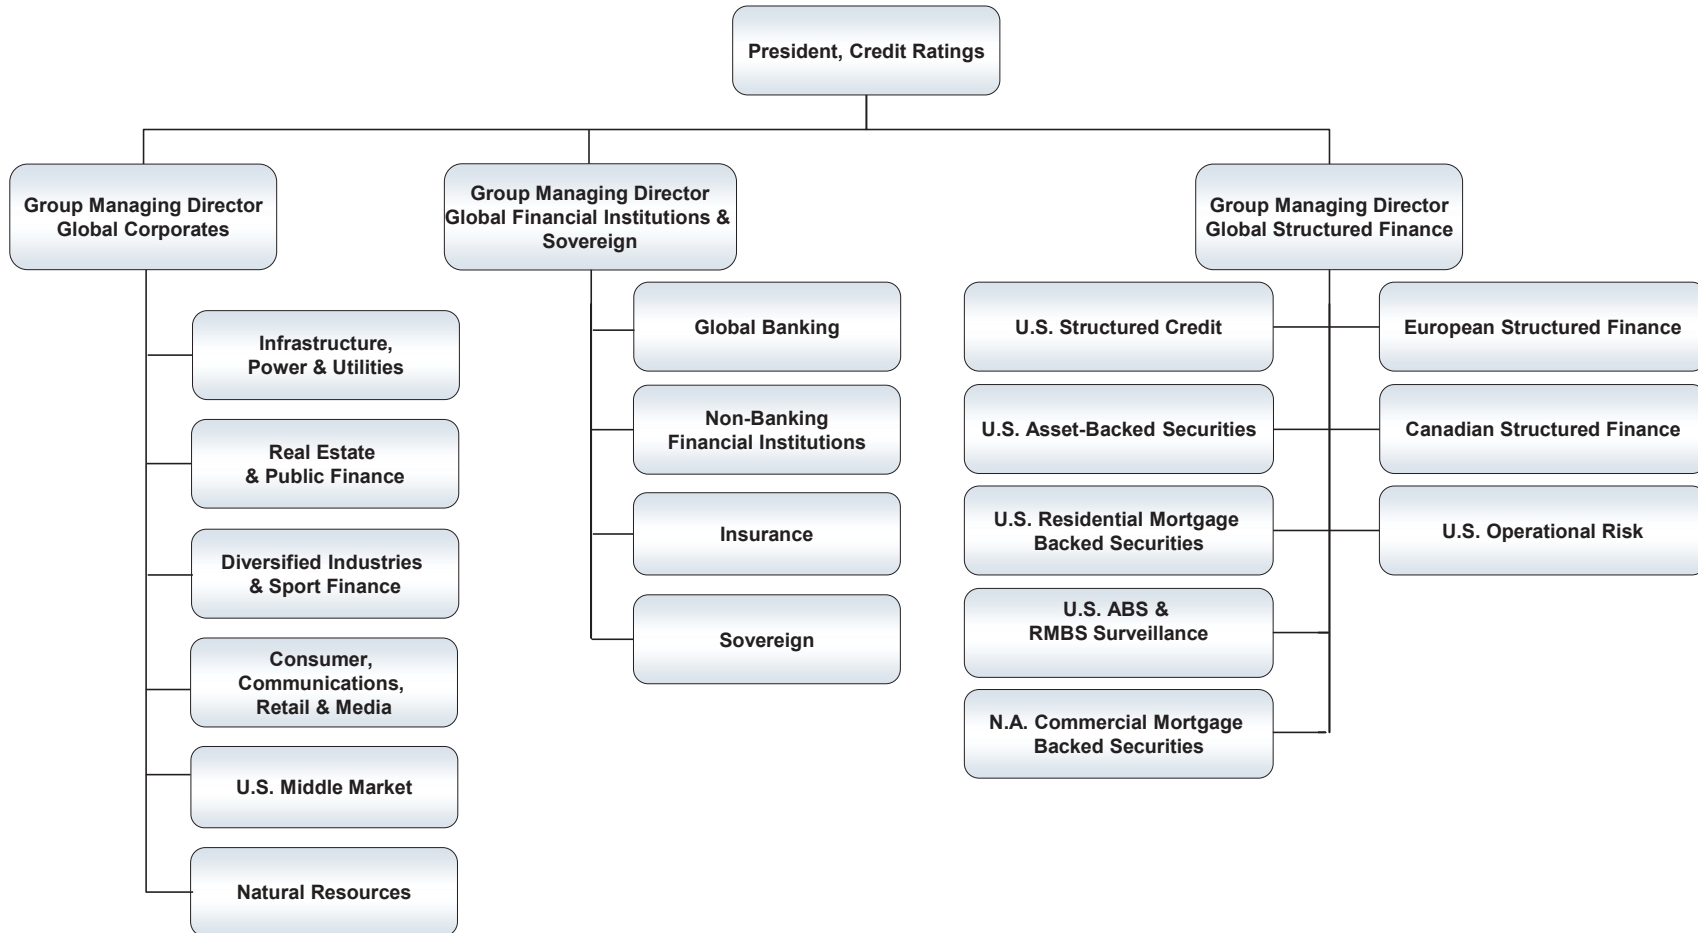 President, Credit Ratings
Group Managing Director
Global Corporates
Group Managing Director
Global Financial Institutions &
Sovereign
Group Managing Director
Global Structured Finance
Infrastructure,
Power & Utilities
Real Estate
& Public Finance
Diversified Industries
& Sport Finance
Consumer,
Communications,
Retail & Media
U.S. Middle Market
Natural Resources
Global Banking
Non-Banking
Financial Institutions
Insurance
Sovereign
U.S. Structured Credit
U.S. Asset-Backed Securities
U.S. Residential Mortgage
Backed Securities
U.S. ABS &
RMBS Surveillance
N.A. Commercial Mortgage
Backed Securities
European Structured Finance
Canadian Structured Finance
U.S. Operational Risk